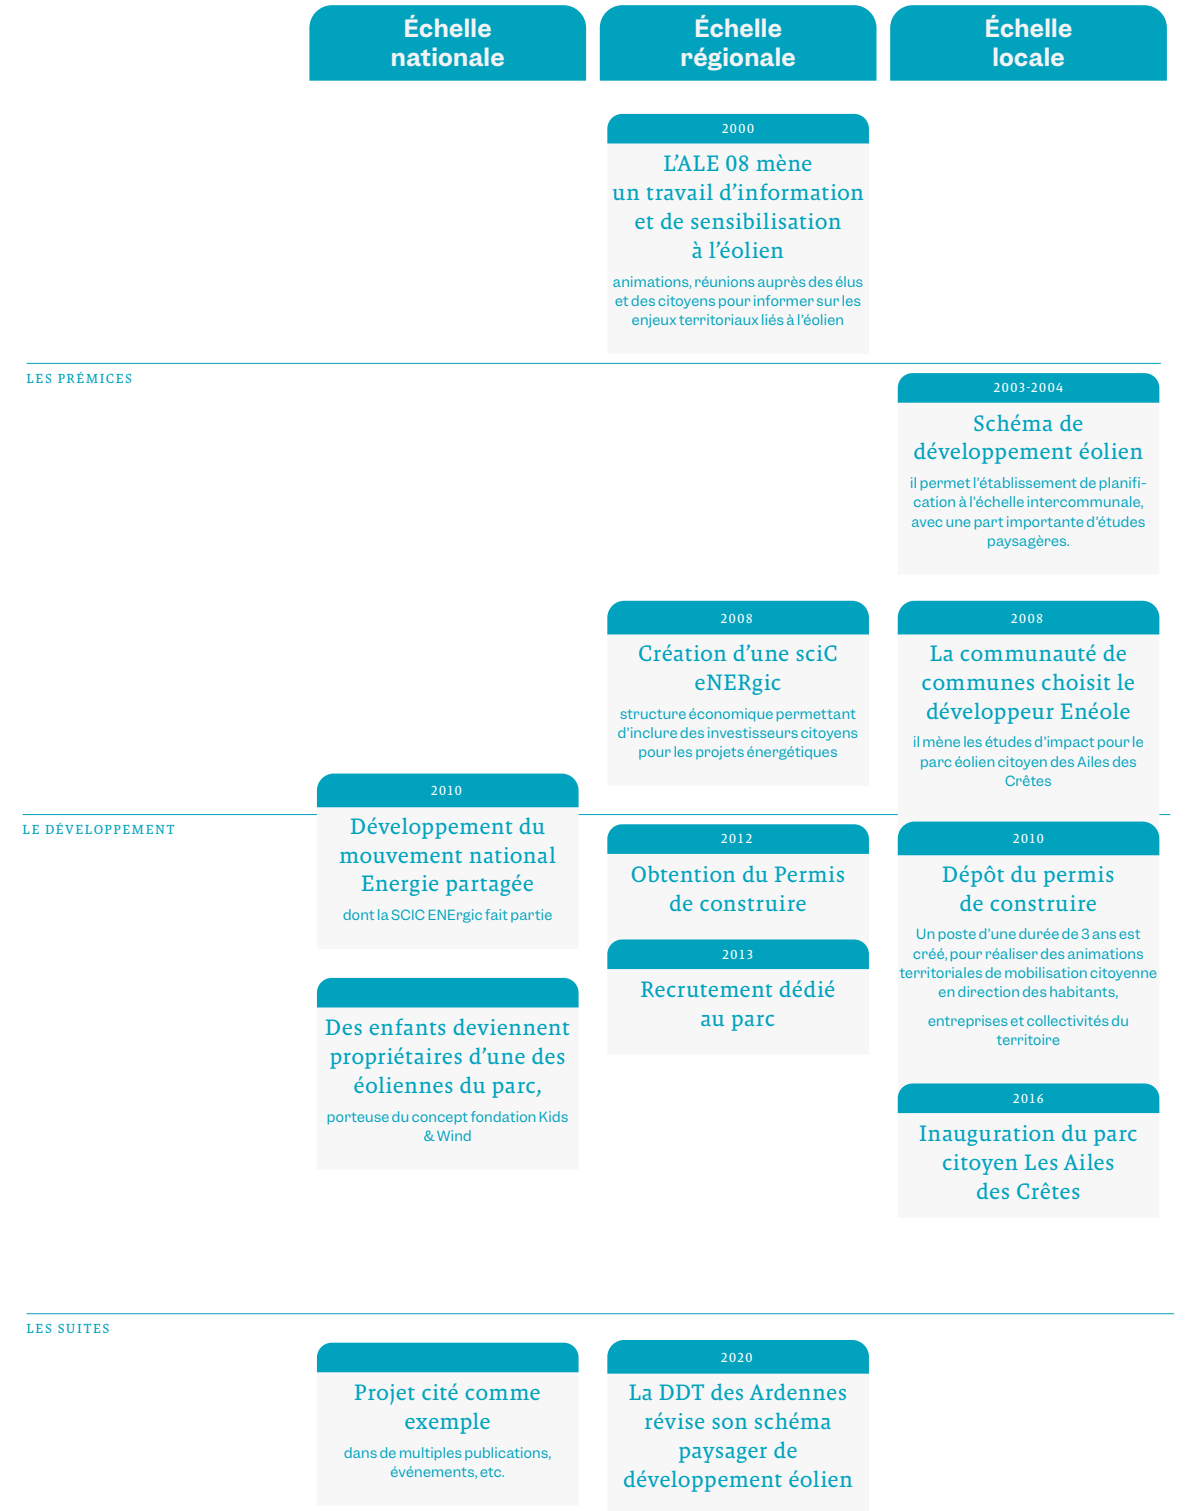 Échelle
nationale
Échelle
régionale
Échelle
locale
2000
L’ALE 08 mène
un travail d’information
et de sensibilisation
à l’éolien
animations, réunions auprès des élus
et des citoyens pour informer sur les
enjeux territoriaux liés à l’éolien
LES PRÉMICES
2003-2004
Schéma de
développement éolien
il permet l’établissement de planifi-
cation à l’échelle intercommunale,
avec une part importante d’études
paysagères.
2008
Création d’une sciC
eNERgic
structure économique permettant
d’inclure des investisseurs citoyens
pour les projets énergétiques
2008
La communauté de
communes choisit le
développeur Enéole
il mène les études d’impact pour le
parc éolien citoyen des Ailes des
Crêtes
LE DÉVELOPPEMENT
2010
Développement du
mouvement national
Energie partagée
dont la SCIC ENErgic fait partie
2012
Obtention du Permis
de construire
2010
Dépôt du permis
de construire
Un poste d’une durée de 3 ans est
créé, pour réaliser des animations
territoriales de mobilisation citoyenne
en direction des habitants,
entreprises et collectivités du
territoire
2013
Recrutement dédié
au parc
Des enfants deviennent
propriétaires d’une des
éoliennes du parc,
porteuse du concept fondation Kids
& Wind
2016
Inauguration du parc
citoyen Les Ailes
des Crêtes
LES SUITES
Projet cité comme
exemple
dans de multiples publications,
événements, etc.
2020
La DDT des Ardennes
révise son schéma
paysager de
développement éolien